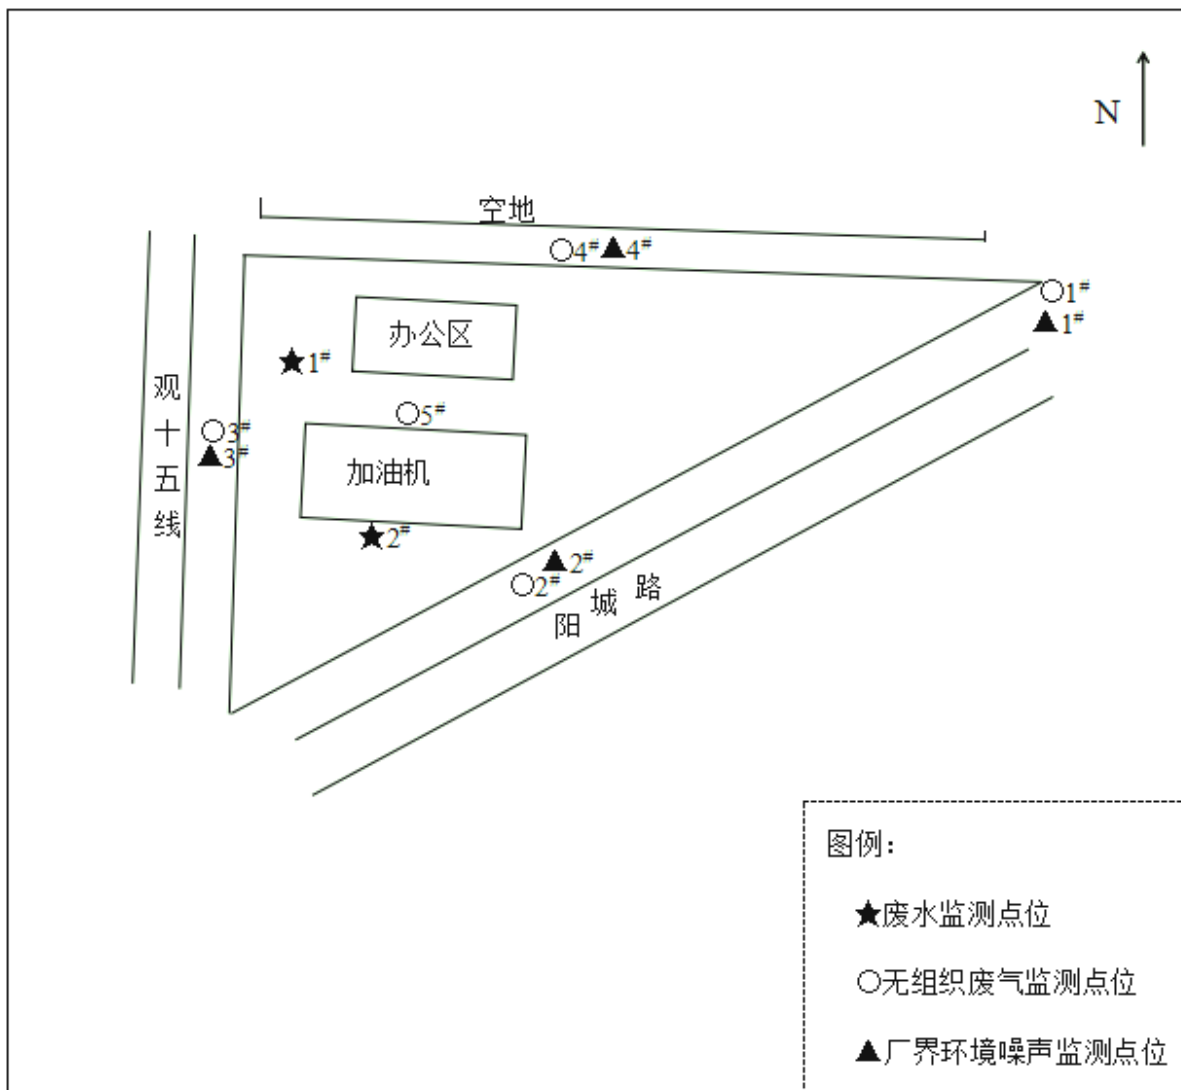 N
空地
4# 4#
1#
1#
办公区
1#
5#
3#
3#
观十五线
加油机
2#
2#
2#
阳城路
图例：
★废水监测点位
○无组织废气监测点位
▲厂界环境噪声监测点位